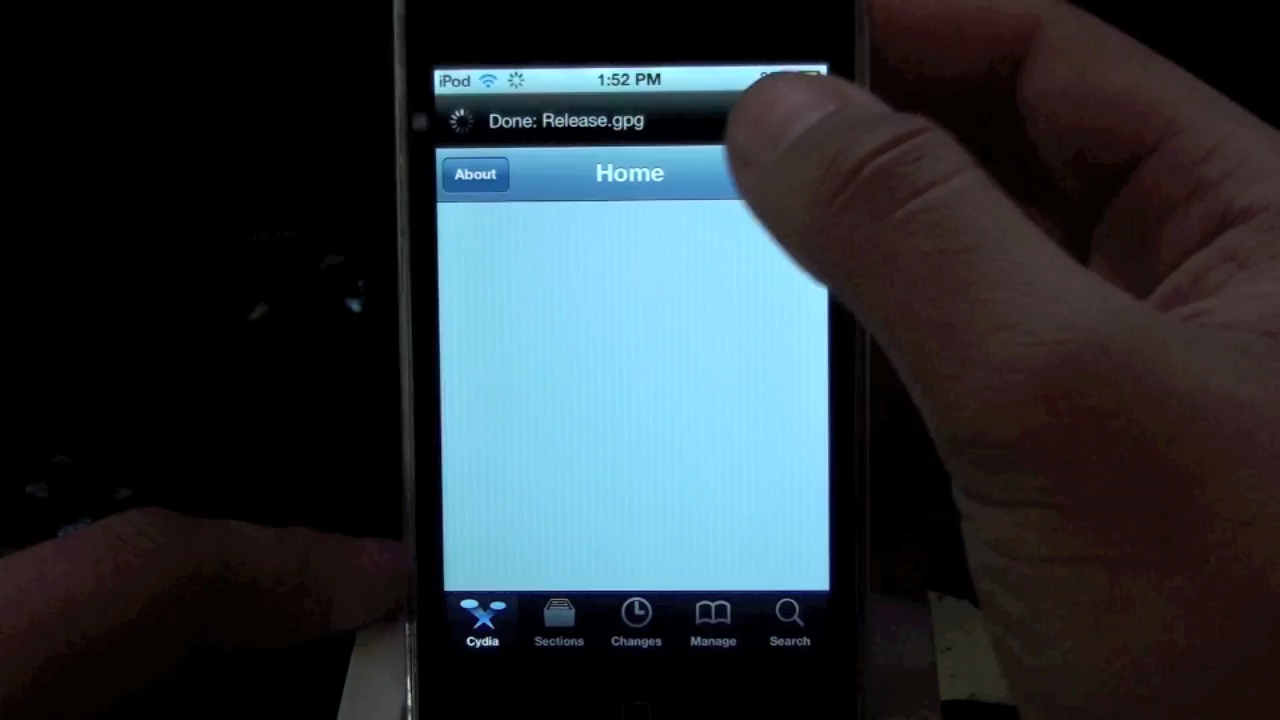 iPod 1:52 PM
Done: Release.gpg
About Home
Cydia Sections Changes Manage Search